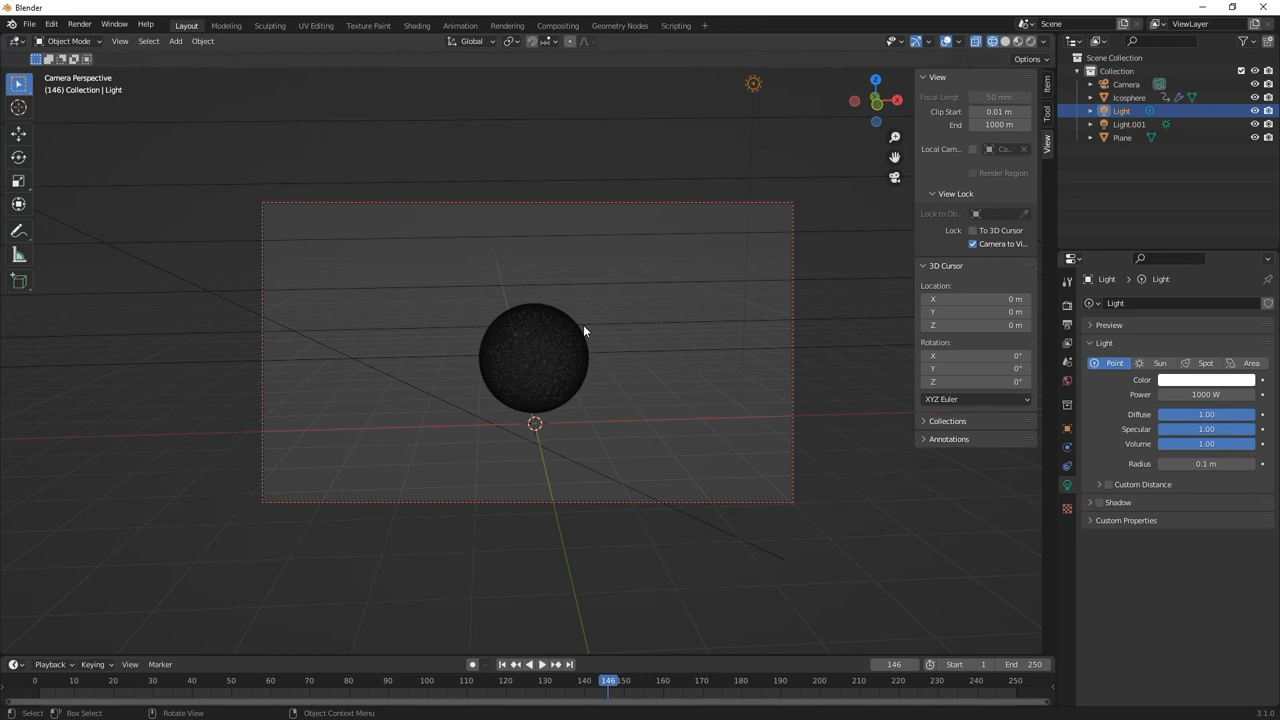 Blender
File Edit Render Window Help
Layout Modeling Sculpting UV Editing Texture Paint Shading Animation Rendering Compositing Geometry Nodes Scripting +
Scene
ViewLayer
Object Mode View Select Add Object
Global
Options
Camera Perspective
(146) Collection | Light
Z
X
View
Focal Lengt 50 mm
Clip Start 0.01 m
End 1000 m
Local Cam... Ca...
Render Region
View Lock
Lock to Ob...
Lock To 3D Cursor
Camera to Vi...
3D Cursor
Location:
X 0 m
Y 0 m
Z 0 m
Rotation:
X 0°
Y 0°
Z 0°
XYZ Euler
Collections
Annotations
Item
Tool
View
Scene Collection
Collection
Camera
Icosphere
Light
Light.001
Plane
Light Light
Light
Preview
Light
Point Sun Spot Area
Color
Power 1000 W
Diffuse 1.00
Specular 1.00
Volume 1.00
Radius 0.1 m
Custom Distance
Shadow
Custom Properties
Playback Keying View Marker
146 Start 1 End 250
0 10 20 30 40 50 60 70 80 90 100 110 120 130 140 146 150 160 170 180 190 200 210 220 230 240 250
Select Box Select Rotate View Object Context Menu 3.1.0